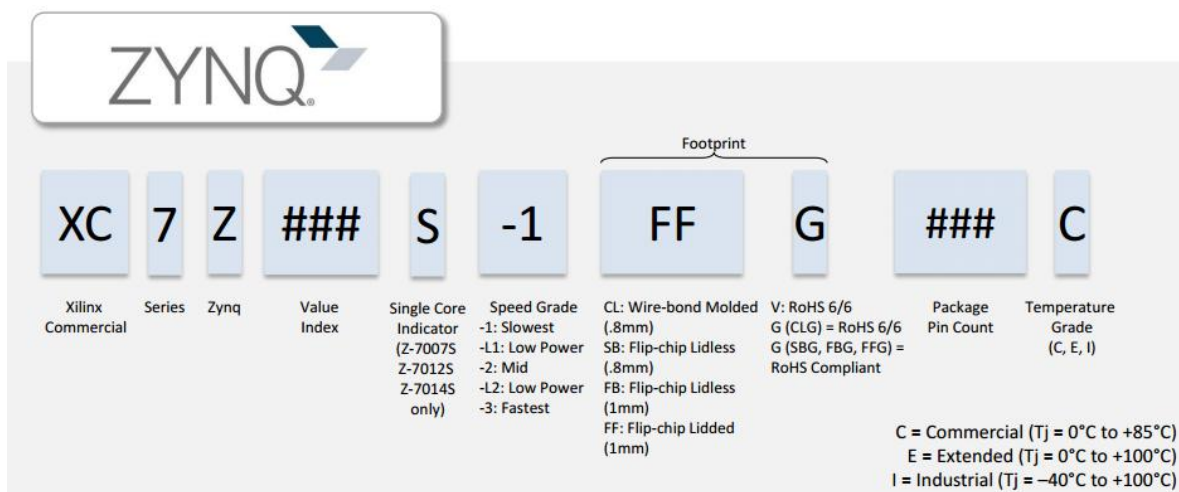 ZYNQ®
Footprint
XC 7 Z ### S -1 FF G ### C
Xilinx
Commercial
Series
Zynq
Value
Index
Single Core
Indicator
(Z-7007S
Z-7012S
Z-7014S
only)
Speed Grade
-1: Slowest
-L1: Low Power
-2: Mid
-L2: Low Power
-3: Fastest
CL: Wire-bond Molded
(.8mm)
SB: Flip-chip Lidless
(.8mm)
FB: Flip-chip Lidless
(1mm)
FF: Flip-chip Lidded
(1mm)
V: RoHS 6/6
G (CLG) = RoHS 6/6
G (SBG, FBG, FFG) =
RoHS Compliant
Package
Pin Count
Temperature
Grade
(C, E, I)
C = Commercial (Tj = 0°C to +85°C)
E = Extended (Tj = 0°C to +100°C)
I = Industrial (Tj = –40°C to +100°C)